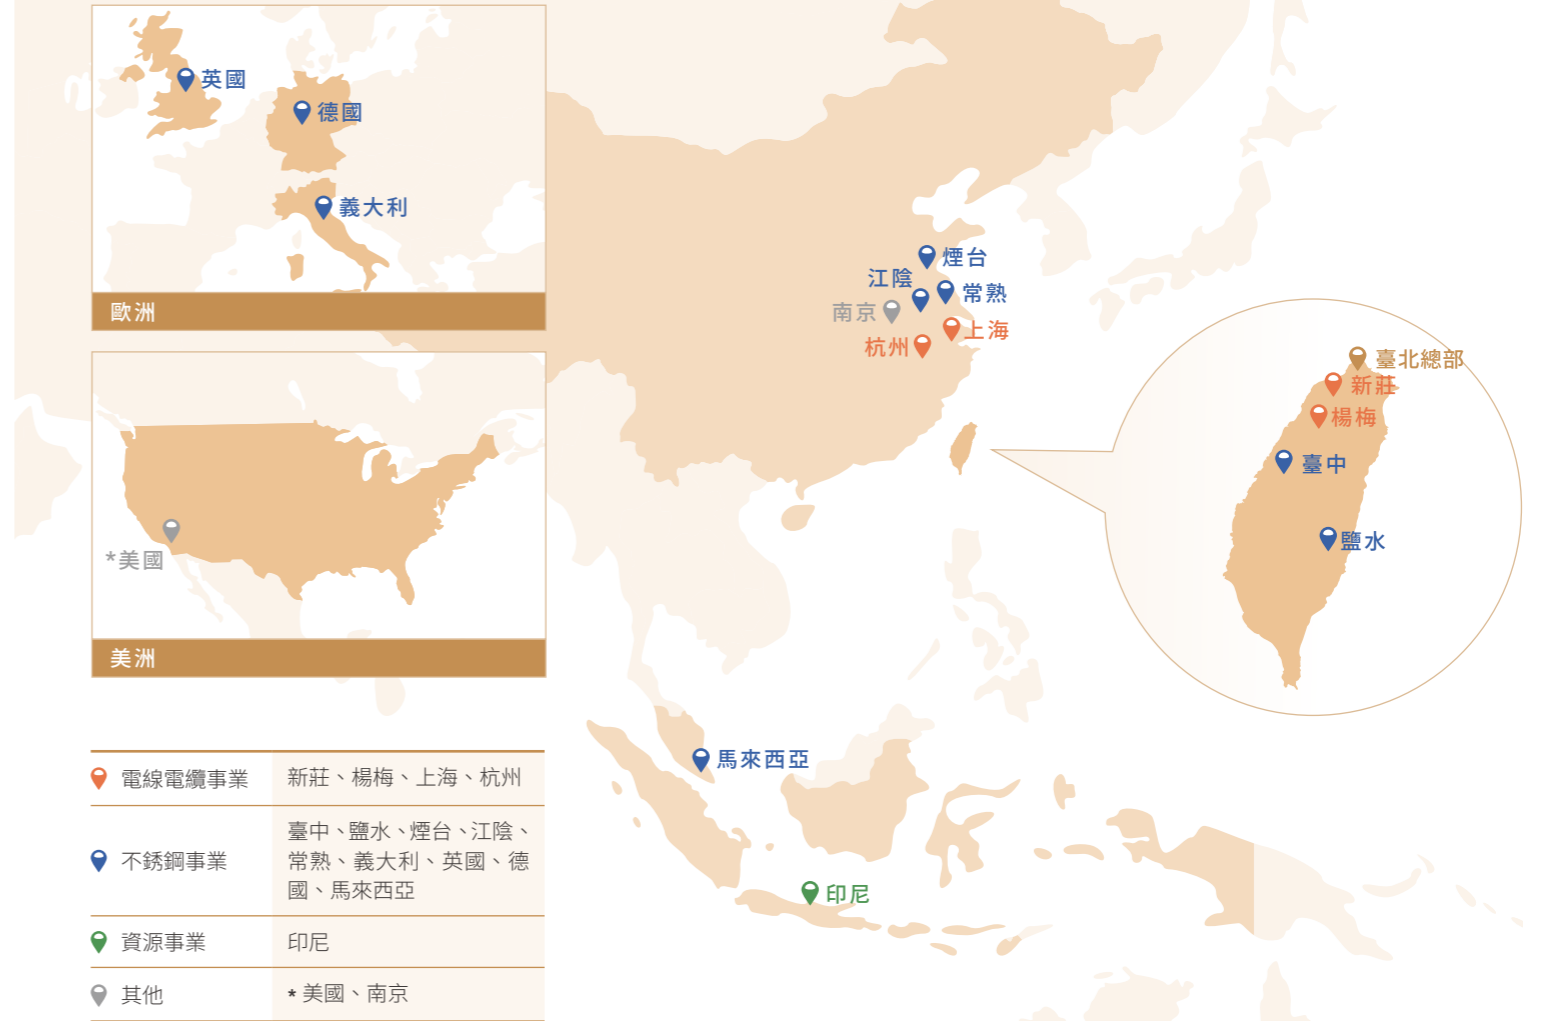 英國
德國
義大利
歐洲
*美國
美洲
煙台
江陰
常熟
南京
上海
杭州
臺北總部
新莊
楊梅
臺中
鹽水
馬來西亞
印尼
電線電纜事業
新莊、楊梅、上海、杭州
不銹鋼事業
臺中、鹽水、煙台、江陰、
常熟、義大利、英國、德
國、馬來西亞
資源事業
印尼
其他
* 美國、南京